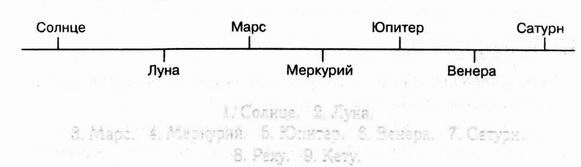 Солнце Марс Юпитер Сатурн
Луна Меркурий Венера
1. Солнце. 2. Луна.
3. Марс. 4. Меркурий. 5. Юпитер. 6. Венера. 7. Сатурн.
8. Раху. 9. Кету.